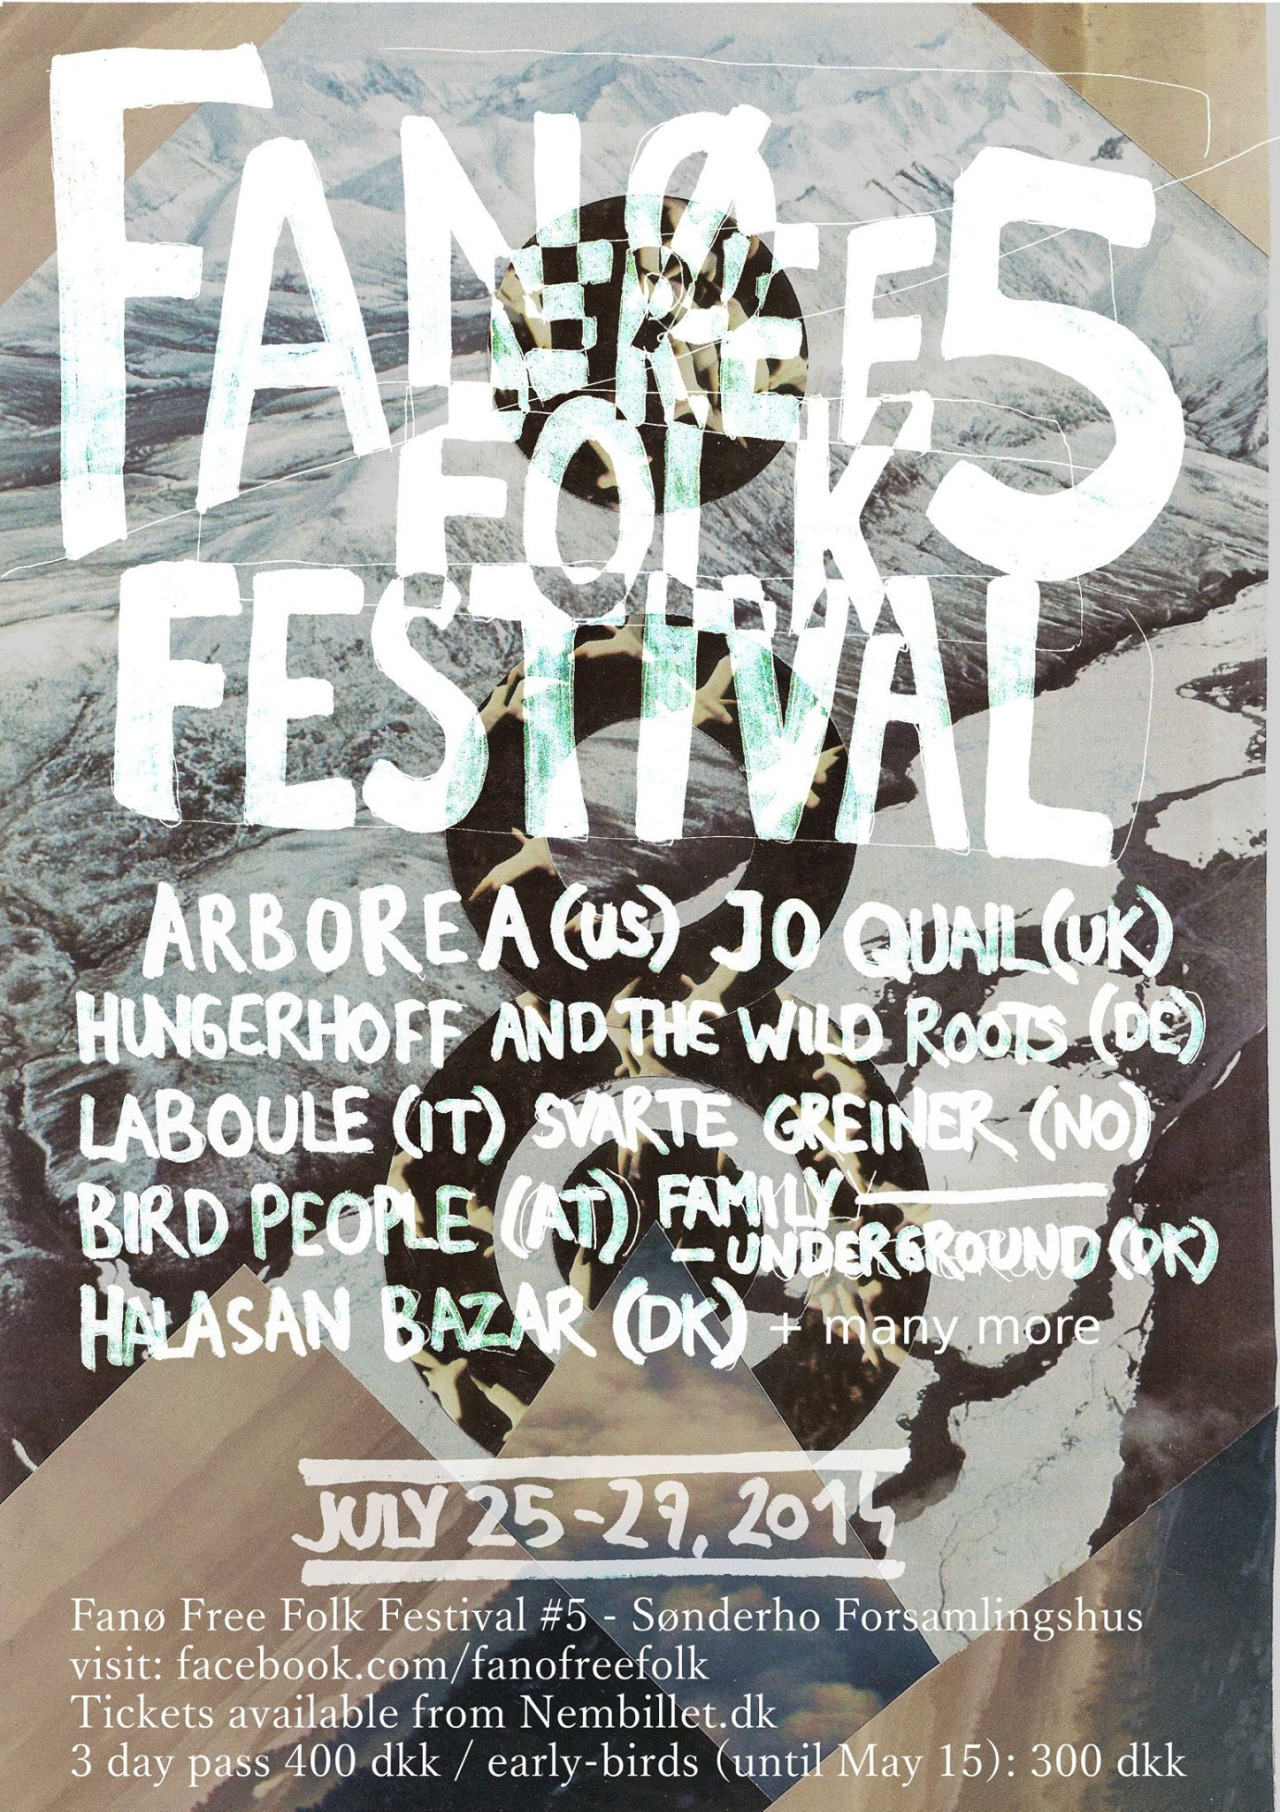 FANØ FREE 5
FOLK
FESTIVAL
ARBOREA (US) JO QUAIL (UK)
HUNGERHOFF AND THE WILD ROOTS (DE)
LABOULE (IT) SVARTE GREINER (NO)
BIRD PEOPLE (AT) FAMILY
- UNDERGROUND (DK)
HALASAN BAZAR (DK) + many more
JULY 25-27, 2014
Fanø Free Folk Festival #5 - Sønderho Forsamlingshus
visit: facebook.com/fanofreefolk
Tickets available from Nembillet.dk
3 day pass 400 dkk / early-birds (until May 15): 300 dkk